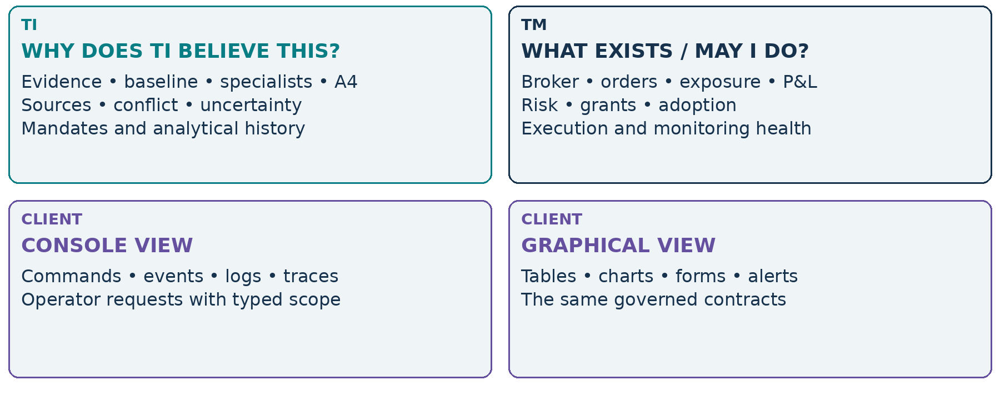 TI
WHY DOES TI BELIEVE THIS?
Evidence • baseline • specialists • A4
Sources • conflict • uncertainty
Mandates and analytical history
TM
WHAT EXISTS / MAY I DO?
Broker • orders • exposure • P&L
Risk • grants • adoption
Execution and monitoring health
CLIENT
CONSOLE VIEW
Commands • events • logs • traces
Operator requests with typed scope
CLIENT
GRAPHICAL VIEW
Tables • charts • forms • alerts
The same governed contracts